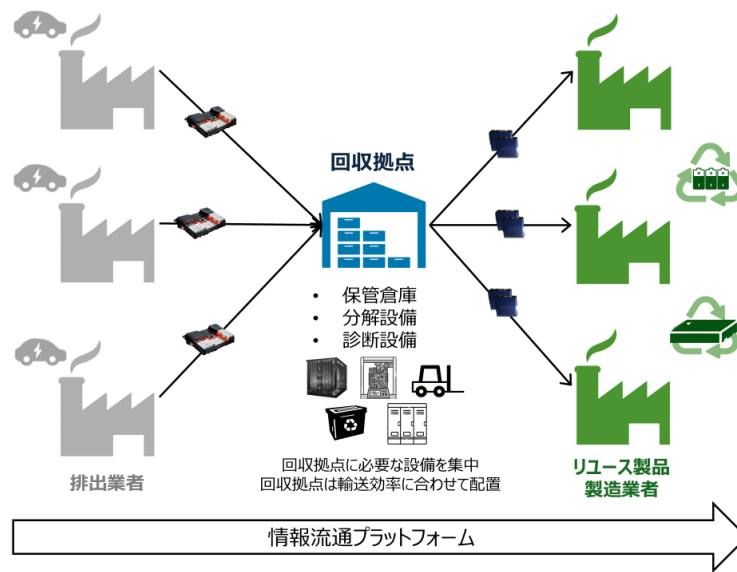 回収拠点
• 保管倉庫
• 分解設備
• 診断設備
回収拠点に必要な設備を集中
回収拠点は輸送効率に合わせて配置
排出業者
リユース製品
製造業者
情報流通プラットフォーム